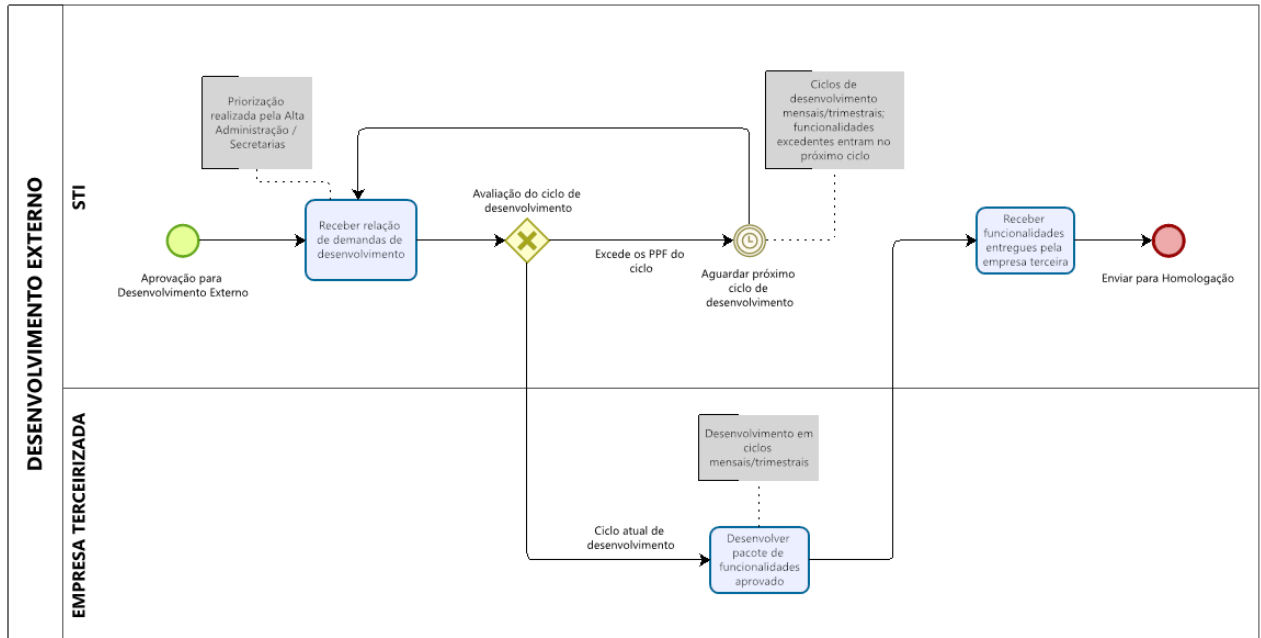 DESENVOLVIMENTO EXTERNO
STI
Priorização
realizada pela Alta
Administração /
Secretarias
Ciclos de
desenvolvimento
mensais/trimestrais;
funcionalidades
excedentes entram no
próximo ciclo
Aprovação para
Desenvolvimento Externo
Receber relação
de demandas de
desenvolvimento
Avaliação do ciclo de
desenvolvimento
Excede os PPF do
ciclo
Aguardar próximo
ciclo de
desenvolvimento
Receber
funcionalidades
entregues pela
empresa terceira
Enviar para Homologação
EMPRESA TERCEIRIZADA
Desenvolvimento em
ciclos
mensais/trimestrais
Ciclo atual de
desenvolvimento
Desenvolver
pacote de
funcionalidades
aprovado